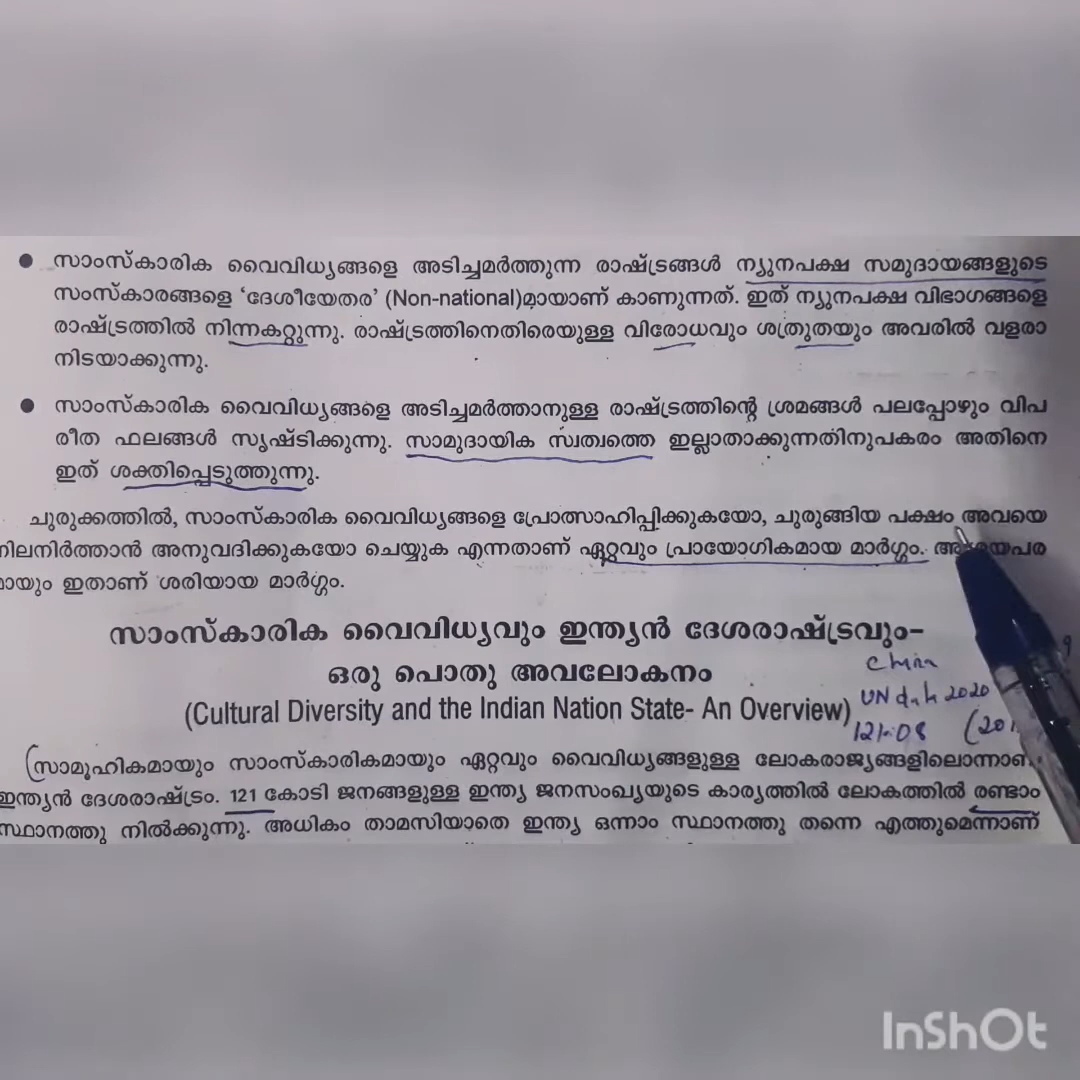 ● സാംസ്കാരിക വൈവിധ്യങ്ങളെ അടിച്ചമർത്തുന്ന രാഷ്ട്രങ്ങൾ ന്യൂനപക്ഷ സമുദായങ്ങളുടെ
സംസ്കാരങ്ങളെ ‘ദേശീയേതര’ (Non-national)മായാണ് കാണുന്നത്. ഇത് ന്യൂനപക്ഷ വിഭാഗങ്ങളെ
രാഷ്ട്രത്തിൽ നിന്നകറ്റുന്നു. രാഷ്ട്രത്തിനെതിരെയുള്ള വിരോധവും ശത്രുതയും അവരിൽ വളരാ
നിടയാക്കുന്നു.
● സാംസ്കാരിക വൈവിധ്യങ്ങളെ അടിച്ചമർത്താനുള്ള രാഷ്ട്രത്തിന്റെ ശ്രമങ്ങൾ പലപ്പോഴും വിപ
രീത ഫലങ്ങൾ സൃഷ്ടിക്കുന്നു. സാമുദായിക സ്വത്വത്തെ ഇല്ലാതാക്കുന്നതിനുപകരം അതിനെ
ഇത് ശക്തിപ്പെടുത്തുന്നു.
ചുരുക്കത്തിൽ, സാംസ്കാരിക വൈവിധ്യങ്ങളെ പ്രോത്സാഹിപ്പിക്കുകയോ, ചുരുങ്ങിയ പക്ഷം അവയെ
നിലനിർത്താൻ അനുവദിക്കുകയോ ചെയ്യുക എന്നതാണ് ഏറ്റവും പ്രായോഗികമായ മാർഗ്ഗം.
മായും ഇതാണ് ശരിയായ മാർഗ്ഗം.
സാംസ്കാരിക വൈവിധ്യവും ഇന്ത്യൻ ദേശരാഷ്ട്രവും-
ഒരു പൊതു അവലോകനം
(Cultural Diversity and the Indian Nation State- An Overview)
UN 2020
(സാമൂഹികമായും സാംസ്കാരികമായും ഏറ്റവും വൈവിധ്യങ്ങളുള്ള ലോകരാജ്യങ്ങളിലൊന്നാണ്
ഇന്ത്യൻ ദേശരാഷ്ട്രം. 121 കോടി ജനങ്ങളുള്ള ഇന്ത്യ ജനസംഖ്യയുടെ കാര്യത്തിൽ ലോകത്തിൽ രണ്ടാം
സ്ഥാനത്തു നിൽക്കുന്നു. അധികം താമസിയാതെ ഇന്ത്യ ഒന്നാം സ്ഥാനത്തു തന്നെ എത്തുമെന്നാണ്
InShOt